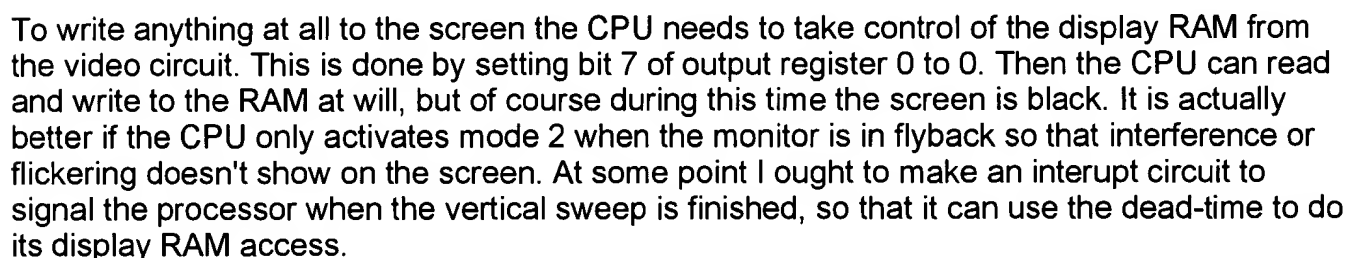 To write anything at all to the screen the CPU needs to take control of the display RAM from
the video circuit. This is done by setting bit 7 of output register 0 to 0. Then the CPU can read
and write to the RAM at will, but of course during this time the screen is black. It is actually
better if the CPU only activates mode 2 when the monitor is in flyback so that interference or
flickering doesn't show on the screen. At some point I ought to make an interupt circuit to
signal the processor when the vertical sweep is finished, so that it can use the dead-time to do
its display RAM access.